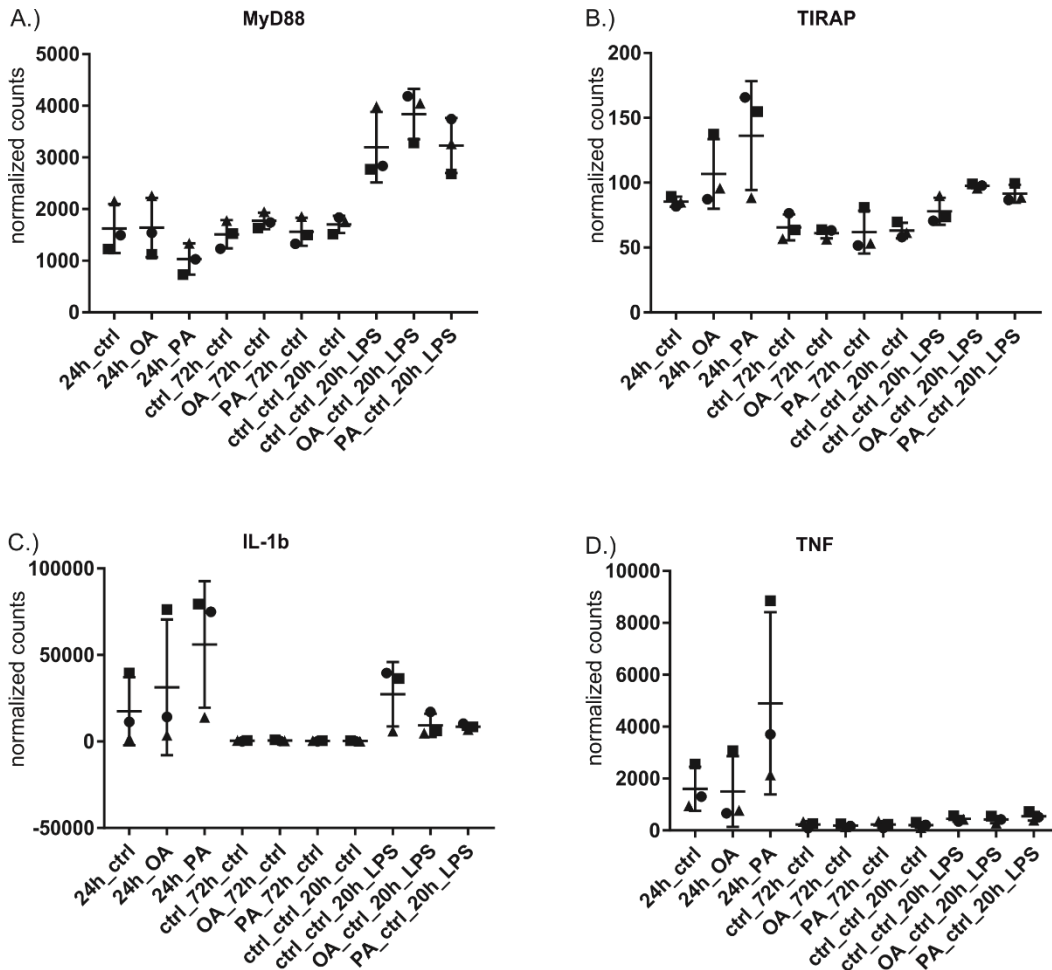 A.)
MyD88
normalized counts
5000
4000
3000
2000
1000
0
24h_ctrl
24h_OA
24h_PA
ctrl_72h_ctrl
OA_72h_ctrl
PA_72h_ctrl
ctrl_ctrl_20h_ctrl
ctrl_ctrl_20h_LPS
OA_ctrl_20h_LPS
PA_ctrl_20h_LPS
B.)
TIRAP
normalized counts
200
150
100
50
0
24h_ctrl
24h_OA
24h_PA
ctrl_72h_ctrl
OA_72h_ctrl
PA_72h_ctrl
ctrl_ctrl_20h_ctrl
ctrl_ctrl_20h_LPS
OA_ctrl_20h_LPS
PA_ctrl_20h_LPS
C.)
IL-1b
normalized counts
100000
50000
0
-50000
24h_ctrl
24h_OA
24h_PA
ctrl_72h_ctrl
OA_72h_ctrl
PA_72h_ctrl
ctrl_ctrl_20h_ctrl
ctrl_ctrl_20h_LPS
OA_ctrl_20h_LPS
PA_ctrl_20h_LPS
D.)
TNF
normalized counts
10000
8000
6000
4000
2000
0
24h_ctrl
24h_OA
24h_PA
ctrl_72h_ctrl
OA_72h_ctrl
PA_72h_ctrl
ctrl_ctrl_20h_ctrl
ctrl_ctrl_20h_LPS
OA_ctrl_20h_LPS
PA_ctrl_20h_LPS